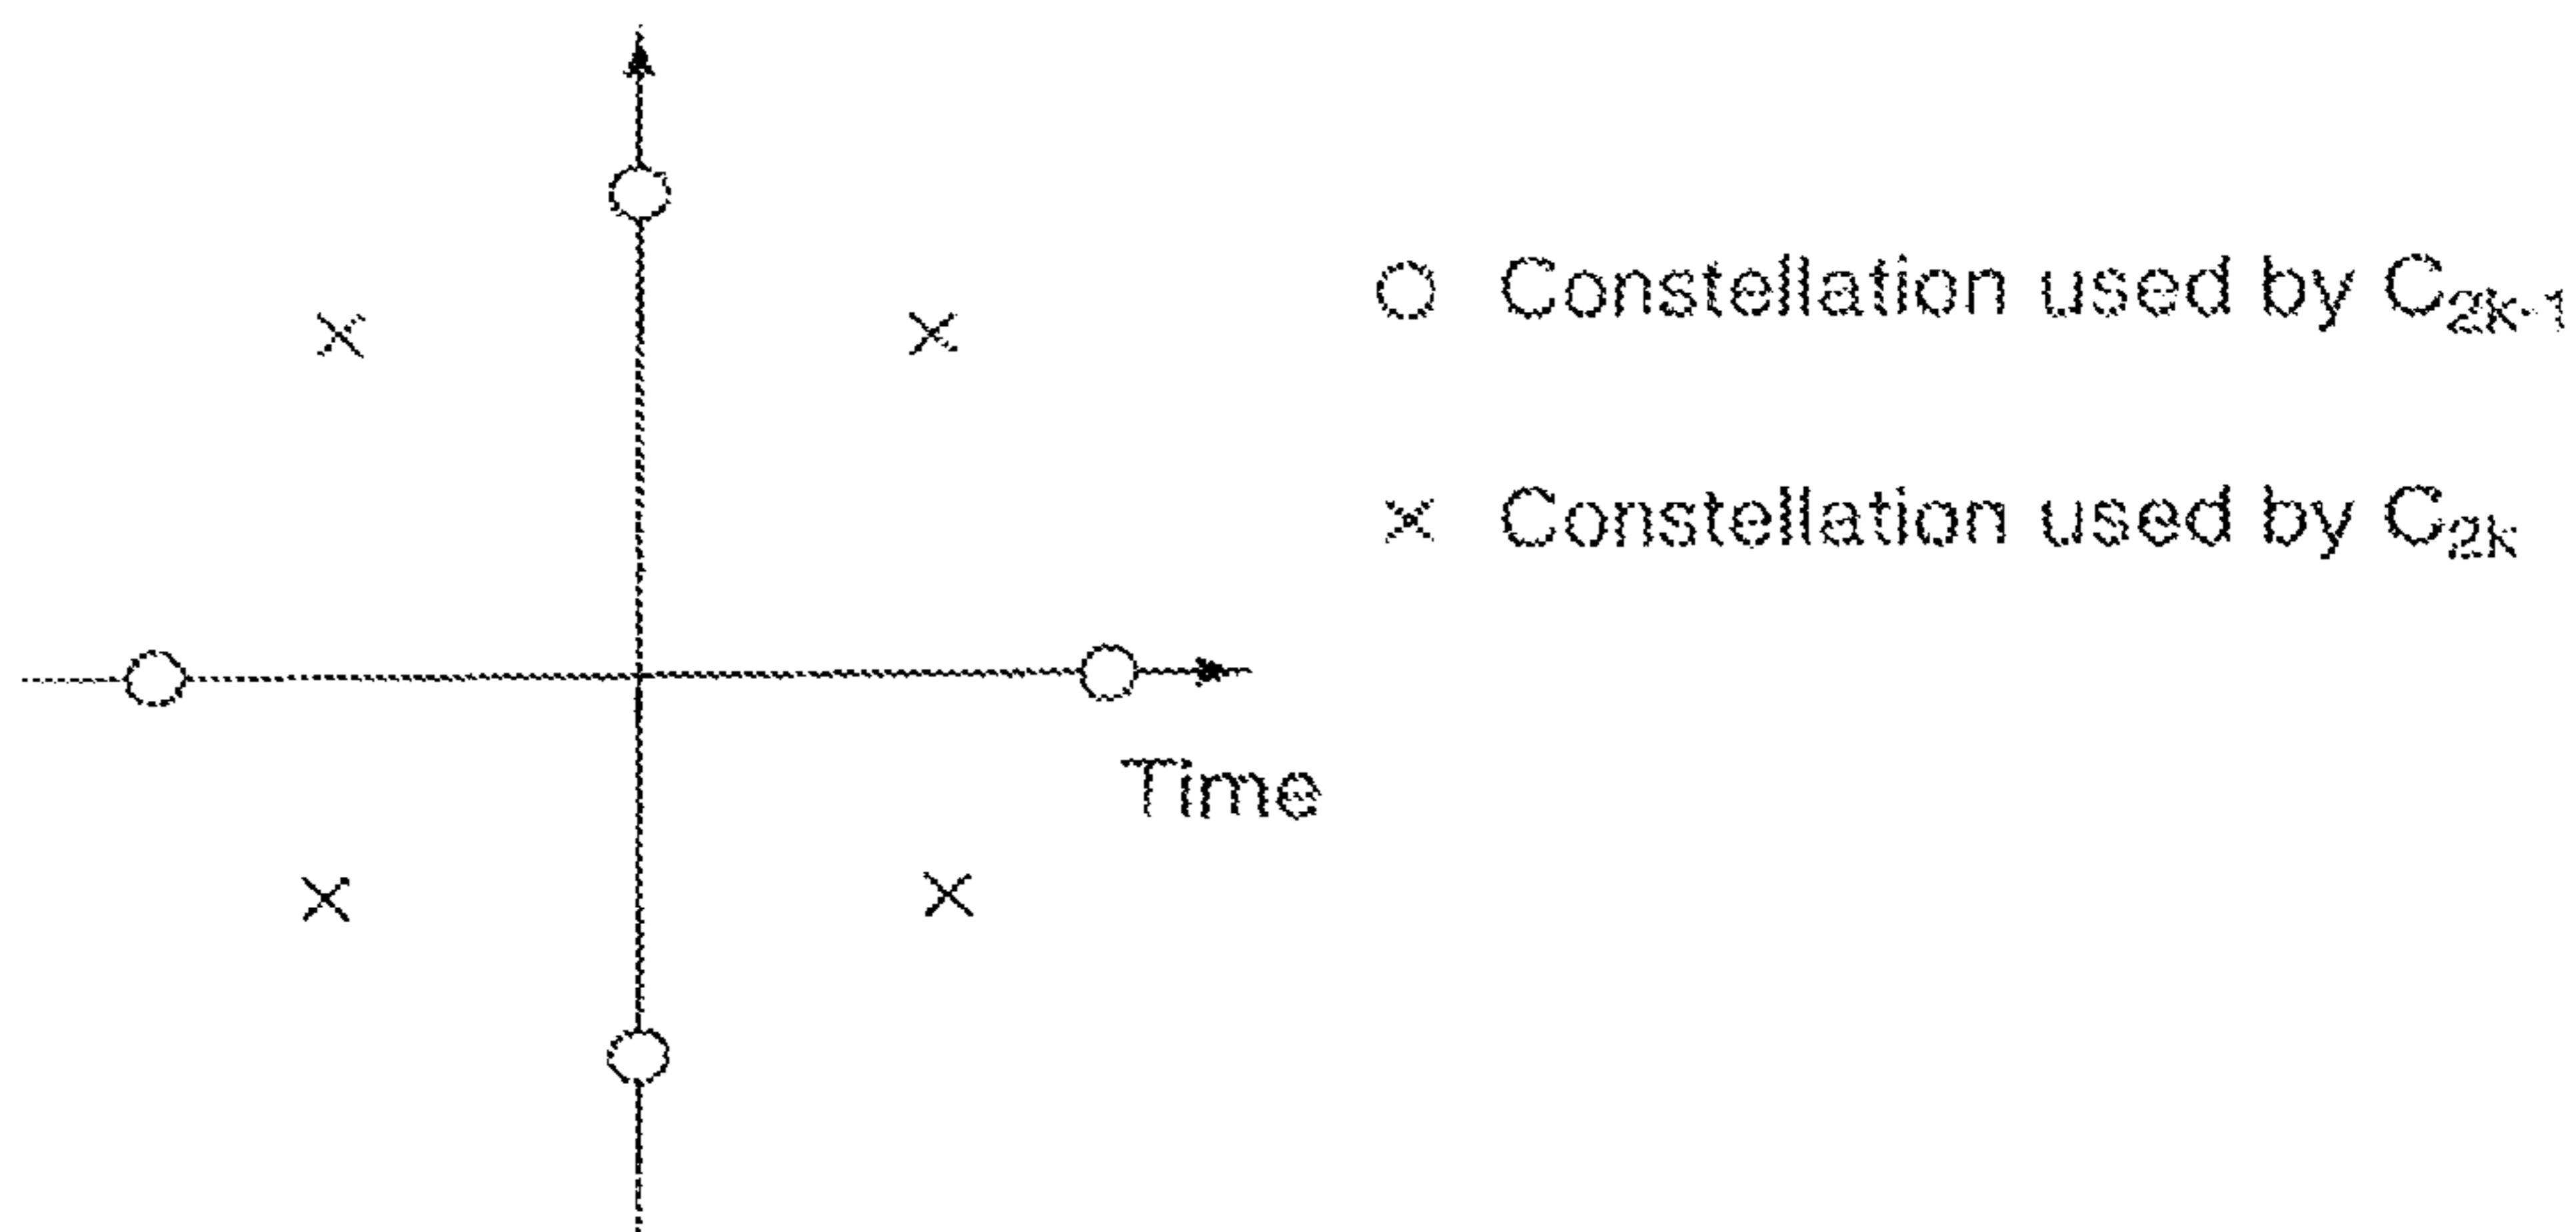 ○ Constellation used by C₂ₖ₋₁
× Constellation used by C₂ₖ
Time